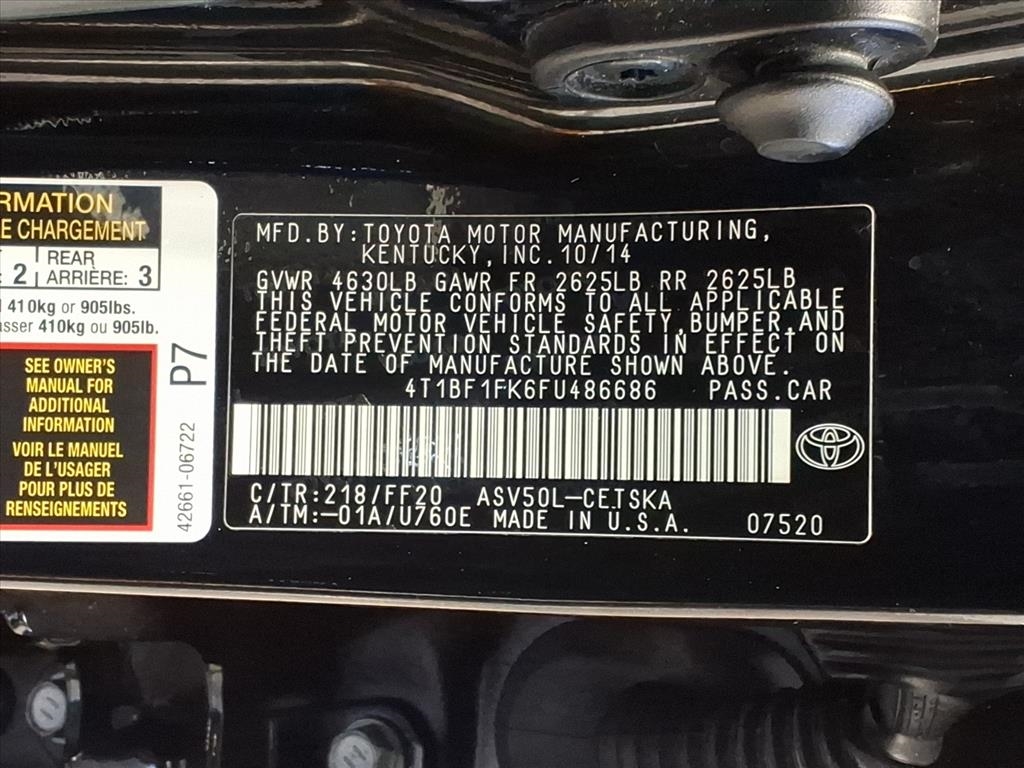 RMATION
E CHARGEMENT
2
REAR
ARRIÈRE: 3
410kg or 905lbs.
asser 410kg ou 905lb.
SEE OWNER'S
MANUAL FOR
ADDITIONAL
INFORMATION
VOIR LE MANUEL
DE L'USAGER
POUR PLUS DE
RENSEIGNEMENTS
P7
42661-06722
MFD.BY:TOYOTA MOTOR MANUFACTURING,
KENTUCKY,INC.10/14
GVWR 4630LB GAWR FR 2625LB RR 2625LB
THIS VEHICLE CONFORMS TO ALL APPLICABLE
FEDERAL MOTOR VEHICLE SAFETY,BUMPER,AND
THEFT PREVENTION STANDARDS IN EFFECT ON
THE DATE OF MANUFACTURE SHOWN ABOVE.
4T1BF1FK6FU486686 PASS.CAR
C/TR:218/FF20 ASV50L-CETSKA
A/TM:-01A/U760E MADE IN U.S.A. 07520